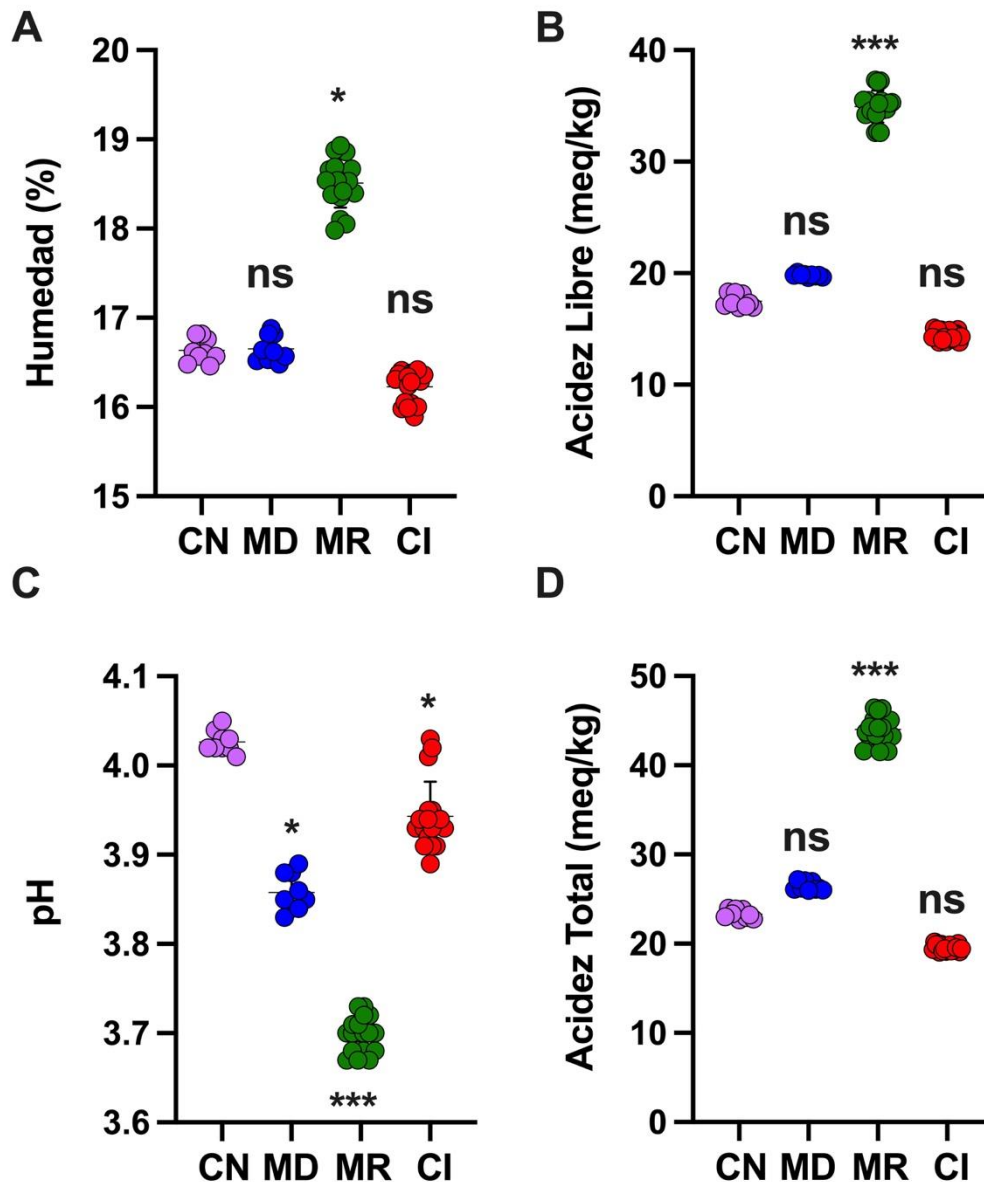 A
Humedad (%)
20
19
18
17
16
15
*
ns
ns
CN MD MR CI
B
Acidez Libre (meq/kg)
40
30
20
10
0
***
ns
ns
CN MD MR CI
C
pH
4.1
4.0
3.9
3.8
3.7
3.6
*
*
***
CN MD MR CI
D
Acidez Total (meq/kg)
50
40
30
20
10
0
***
ns
ns
CN MD MR CI